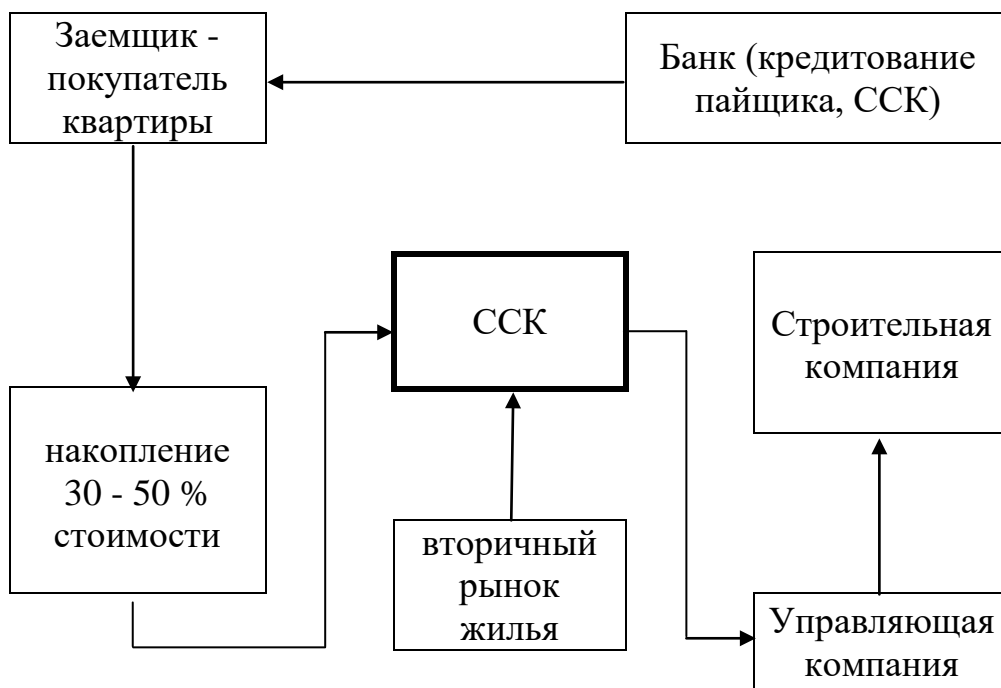 Заемщик -
покупатель
квартиры
Банк (кредитование
пайщика, ССК)
ССК
Строительная
компания
накопление
30 - 50 %
стоимости
вторичный
рынок
жилья
Управляющая
компания